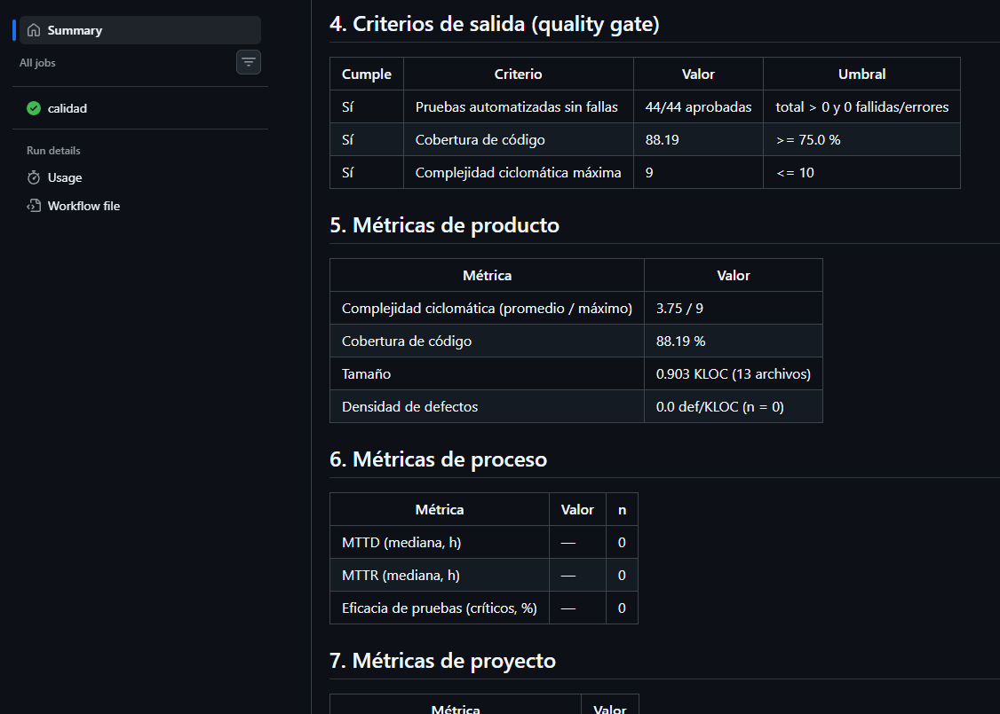 Summary
All jobs
calidad
Run details
Usage
Workflow file
4. Criterios de salida (quality gate)
Cumple Criterio Valor Umbral
Sí Pruebas automatizadas sin fallas 44/44 aprobadas total > 0 y 0 fallidas/errores
Sí Cobertura de código 88.19 >= 75.0 %
Sí Complejidad ciclomática máxima 9 <= 10
5. Métricas de producto
Métrica Valor
Complejidad ciclomática (promedio / máximo) 3.75 / 9
Cobertura de código 88.19 %
Tamaño 0.903 KLOC (13 archivos)
Densidad de defectos 0.0 def/KLOC (n = 0)
6. Métricas de proceso
Métrica Valor n
MTTD (mediana, h) — 0
MTTR (mediana, h) — 0
Eficacia de pruebas (críticos, %) — 0
7. Métricas de proyecto
Métrica Valor